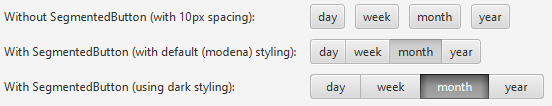 Without SegmentedButton (with 10px spacing): day week month year
With SegmentedButton (with default (modena) styling): day week month year
With SegmentedButton (using dark styling): day week month year